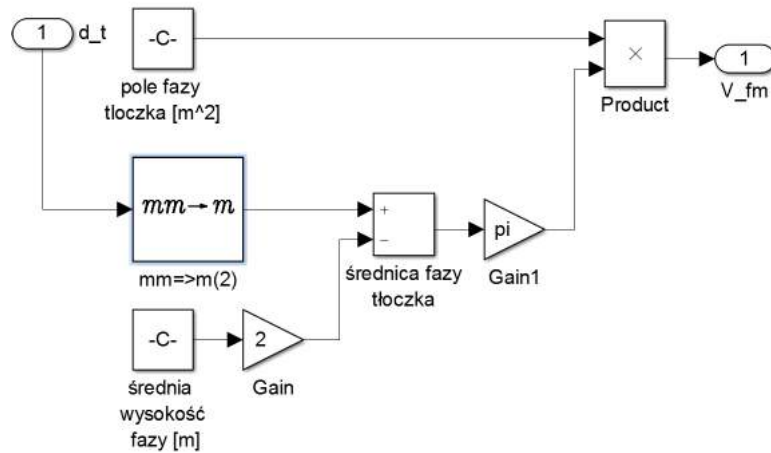 1
d_t
-C-
pole fazy
tloczka [m^2]
×
Product
1
V_fm
mm→m
mm=>m(2)
+
−
średnica fazy
tłoczka
pi
Gain1
-C-
średnia
wysokość
fazy [m]
2
Gain